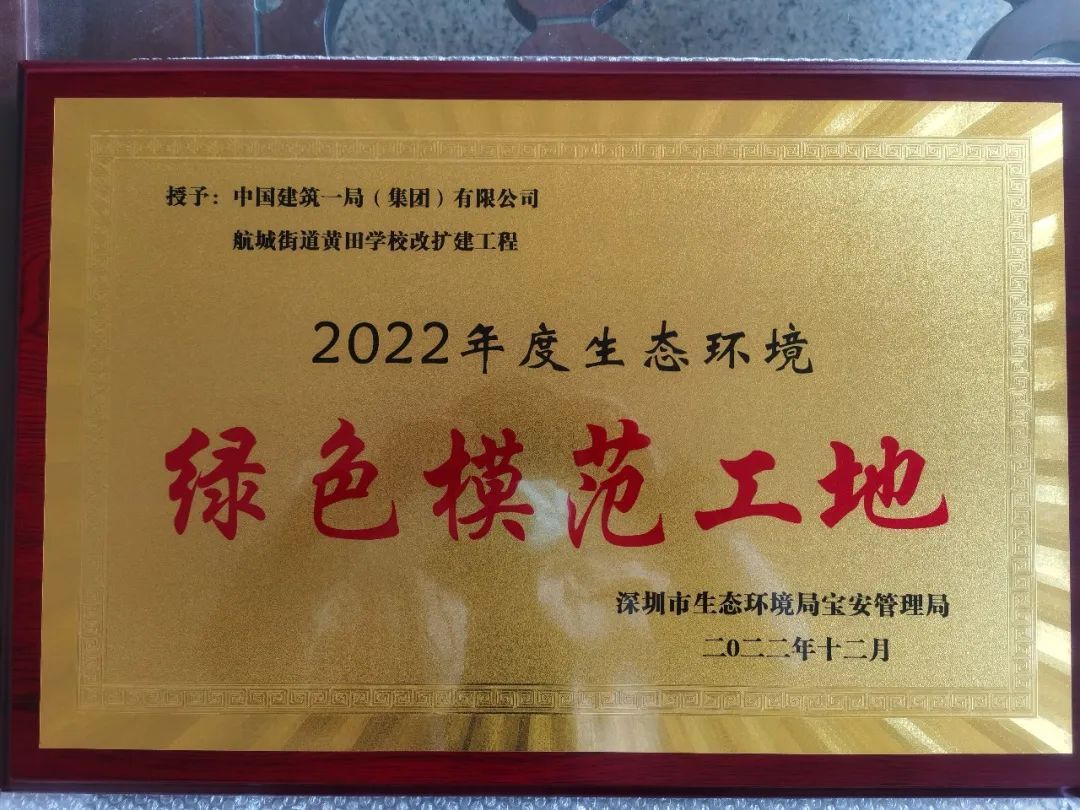 授予：中国建筑一局（集团）有限公司
航城街道黄田学校改扩建工程
2022年度生态环境
绿色模范工地
深圳市生态环境局宝安管理局
二〇二二年十二月